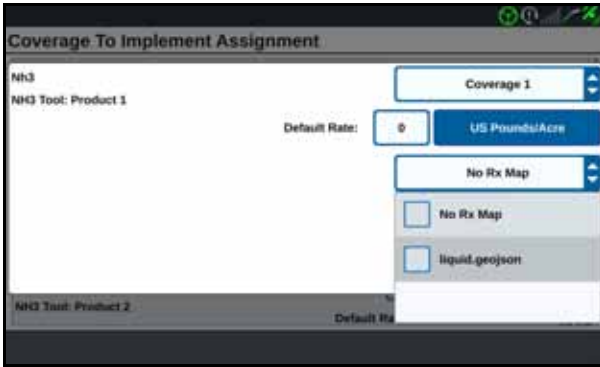 Coverage To Implement Assignment
Nh3
Coverage 1
NH3 Tool: Product 1
Default Rate:
0
US Pounds/Acre
No Rx Map
No Rx Map
liquid.geojson
NH3 Tool: Product 2
Default Ra